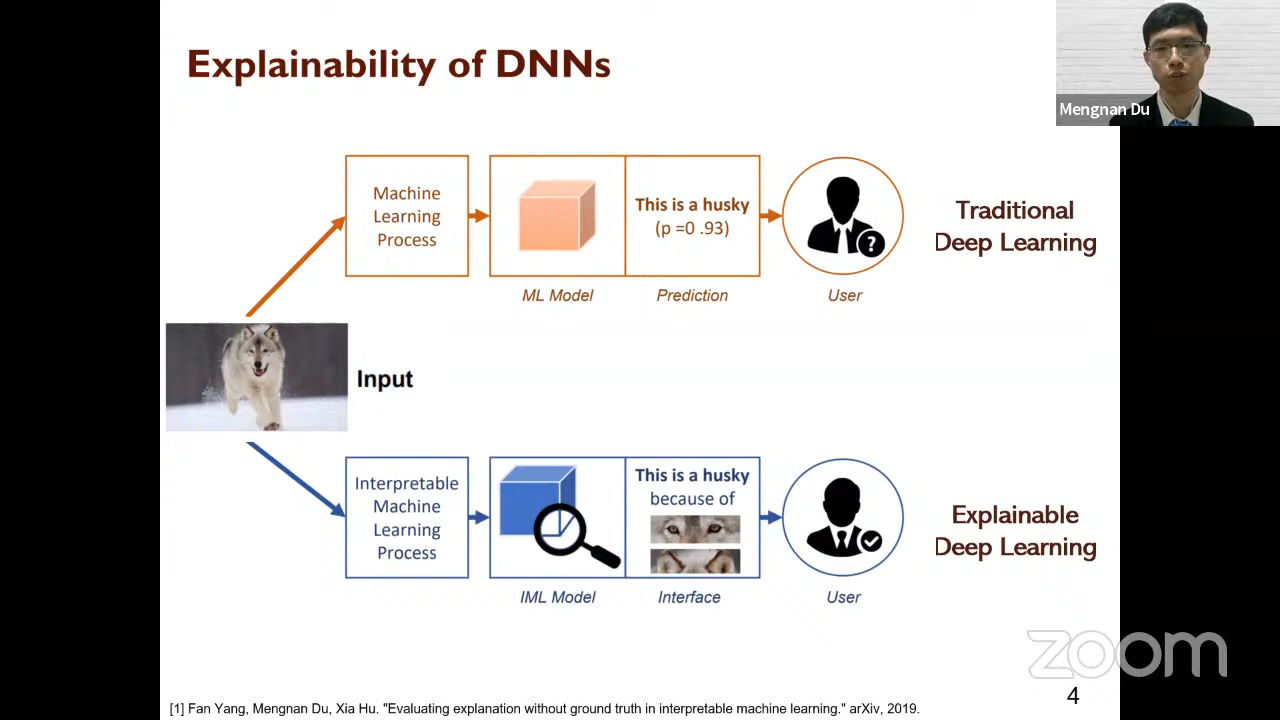 Explainability of DNNs
Mengnan Du
Machine
Learning
Process
This is a husky
(p =0 .93)
?
Traditional
Deep Learning
ML Model
Prediction
User
Input
Interpretable
Machine
Learning
Process
This is a husky
because of
Explainable
Deep Learning
IML Model
Interface
User
zoom
4
[1] Fan Yang, Mengnan Du, Xia Hu. "Evaluating explanation without ground truth in interpretable machine learning." arXiv, 2019.